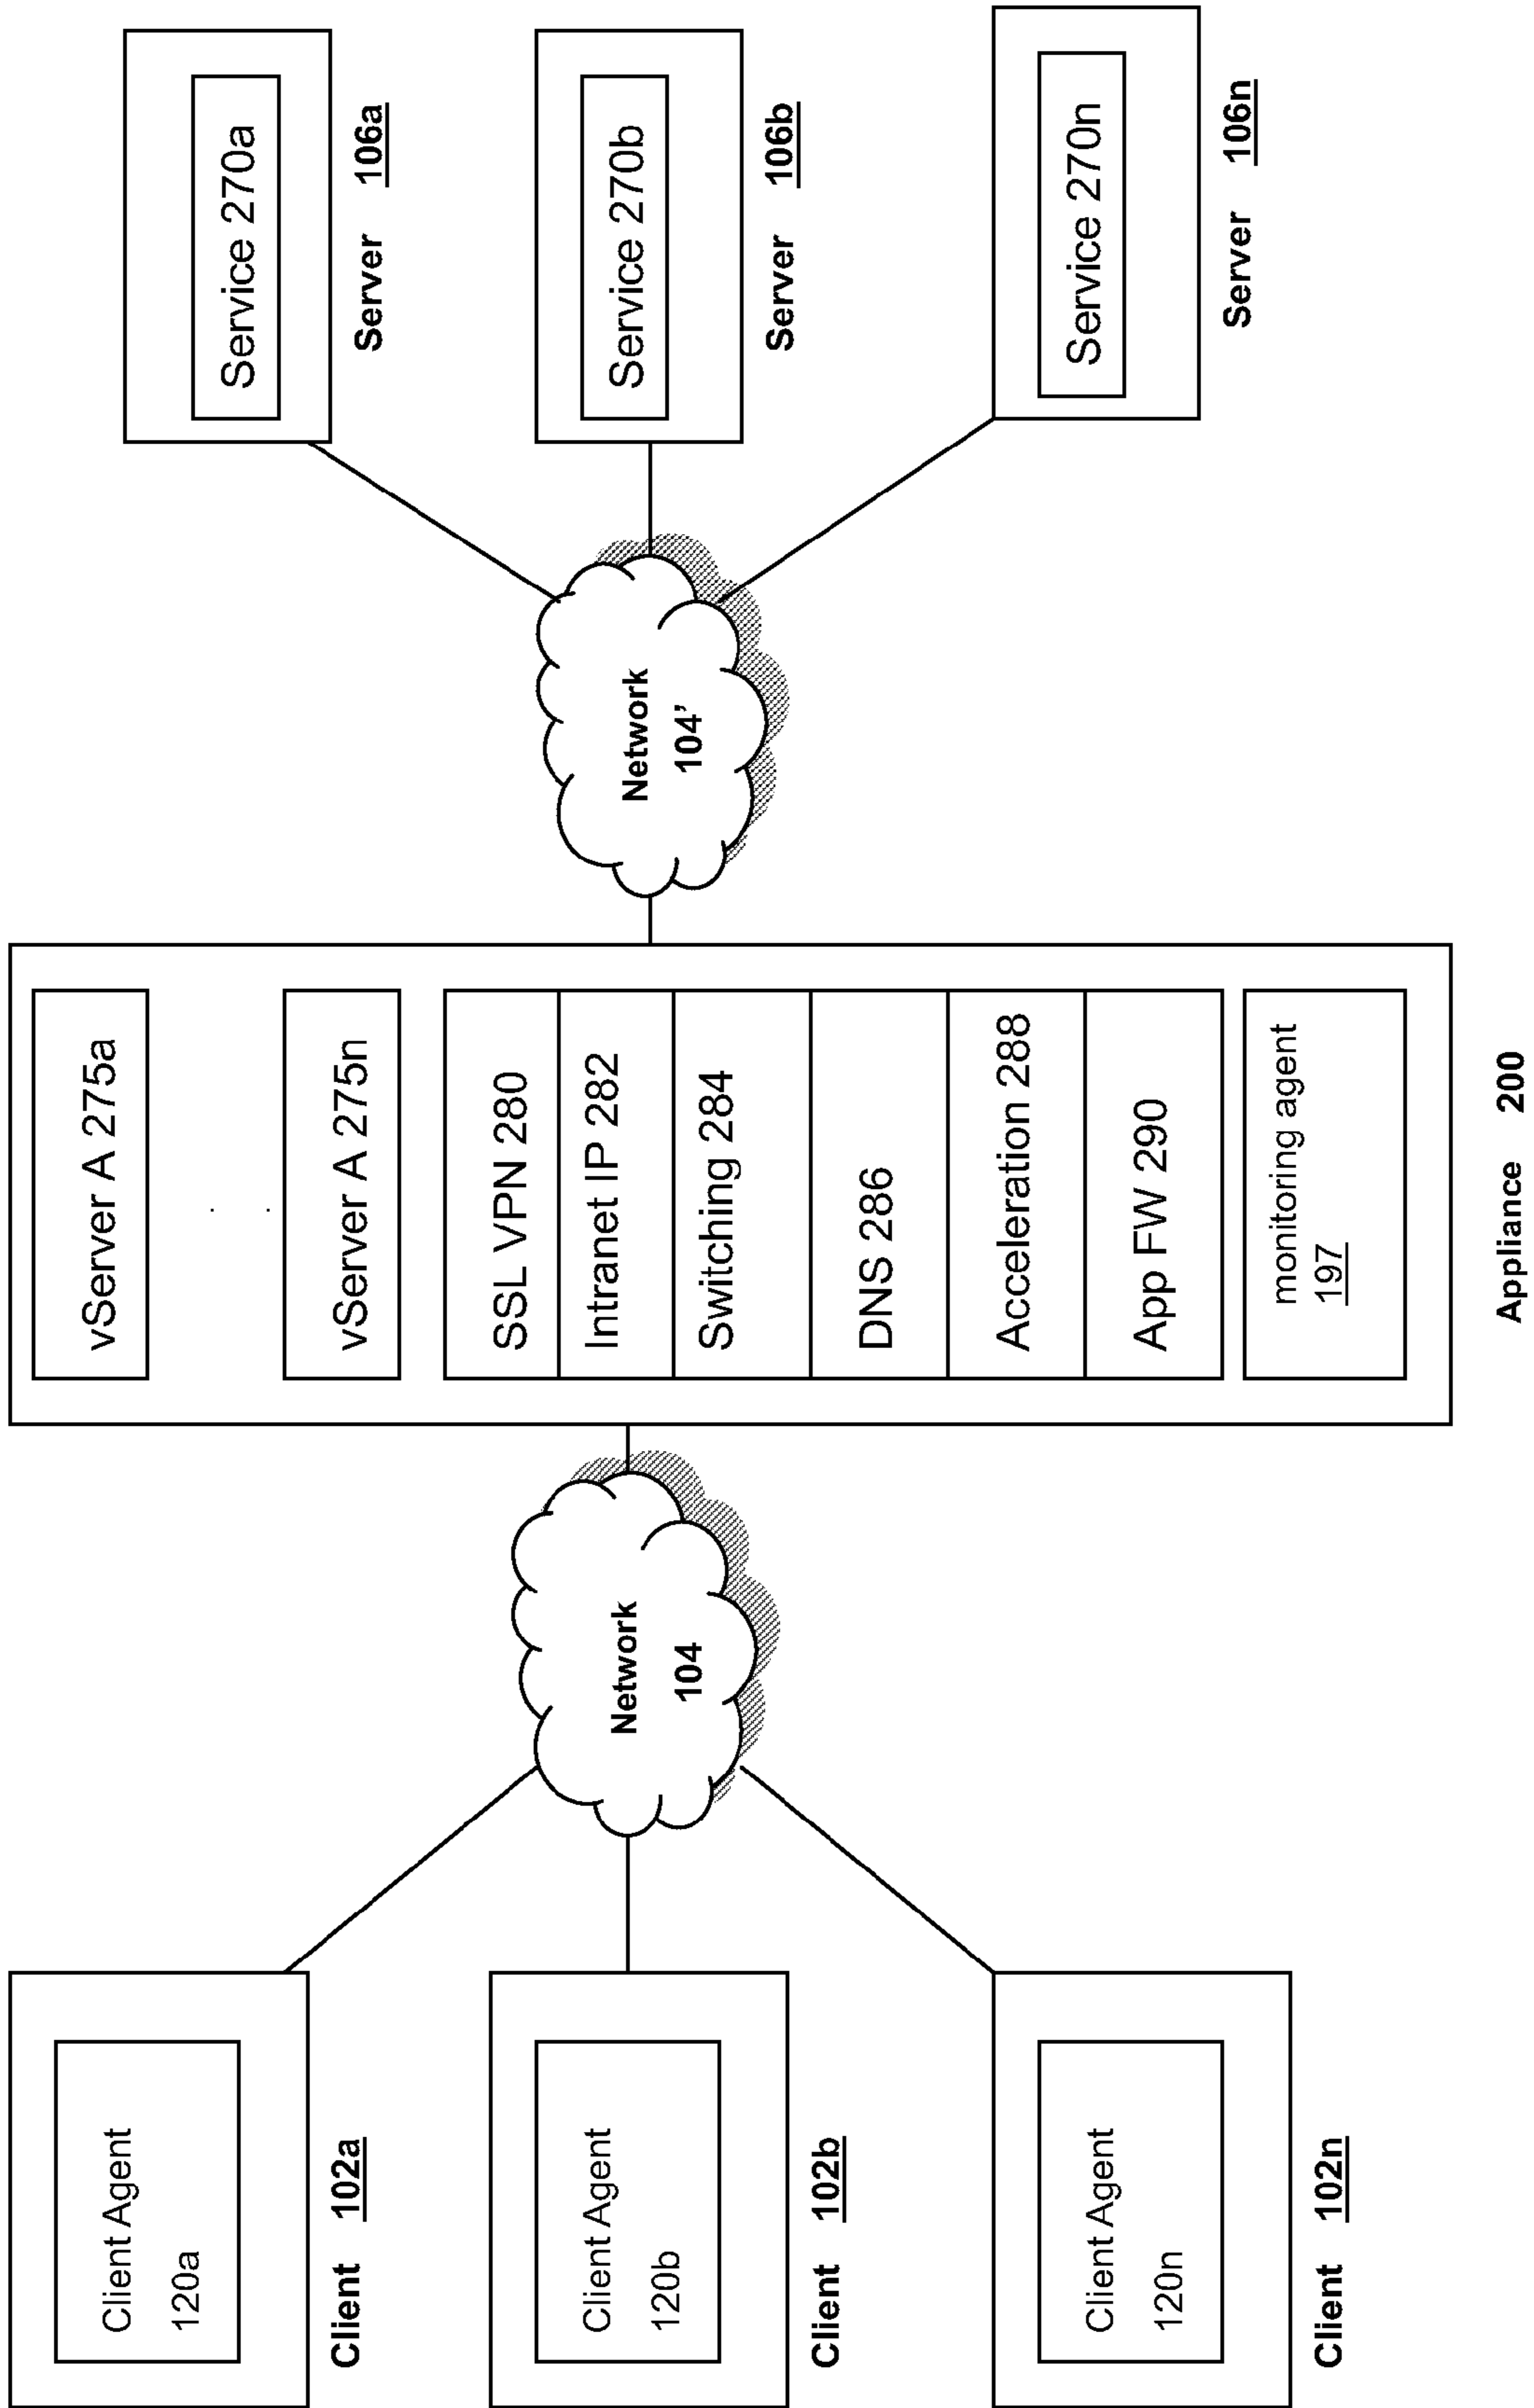 Client Agent
120a
Client 102a
Client Agent
120b
Client 102b
Client Agent
120n
Client 102n
Network
104
vServer A 275a
vServer A 275n
SSL VPN 280
Intranet IP 282
Switching 284
DNS 286
Acceleration 288
App FW 290
monitoring agent
197
Appliance 200
Network
104'
Service 270a
Server 106a
Service 270b
Server 106b
Service 270n
Server 106n